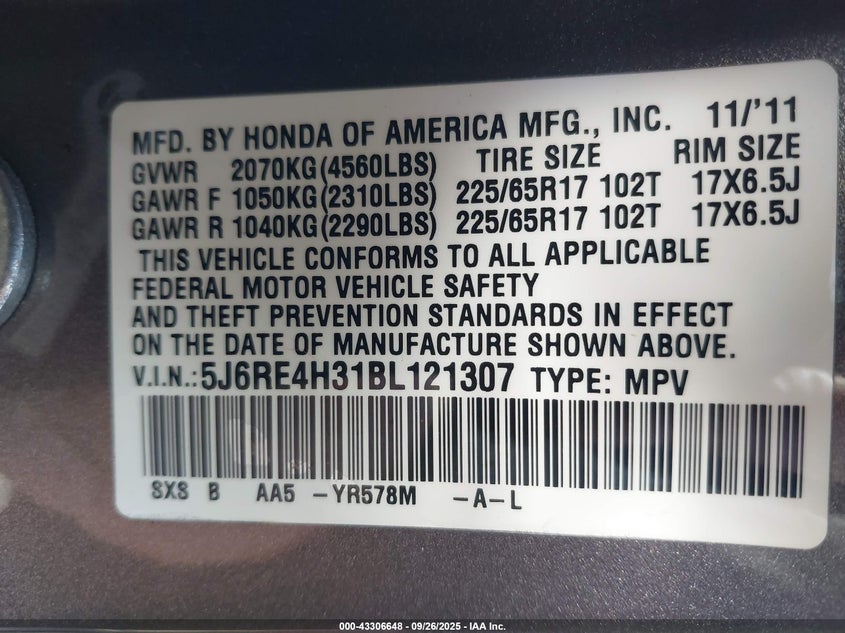 MFD. BY HONDA OF AMERICA MFG., INC. 11/'11
GVWR 2070KG(4560LBS) TIRE SIZE RIM SIZE
GAWR F 1050KG(2310LBS) 225/65R17 102T 17X6.5J
GAWR R 1040KG(2290LBS) 225/65R17 102T 17X6.5J
THIS VEHICLE CONFORMS TO ALL APPLICABLE
FEDERAL MOTOR VEHICLE SAFETY
AND THEFT PREVENTION STANDARDS IN EFFECT
ON THE DATE OF MANUFACTURE SHOWN ABOVE.
V.I.N.:5J6RE4H31BL121307 TYPE: MPV
SXS B AA5 -YR578M -A-L
000-43306648 - 09/26/2025 - IAA Inc.